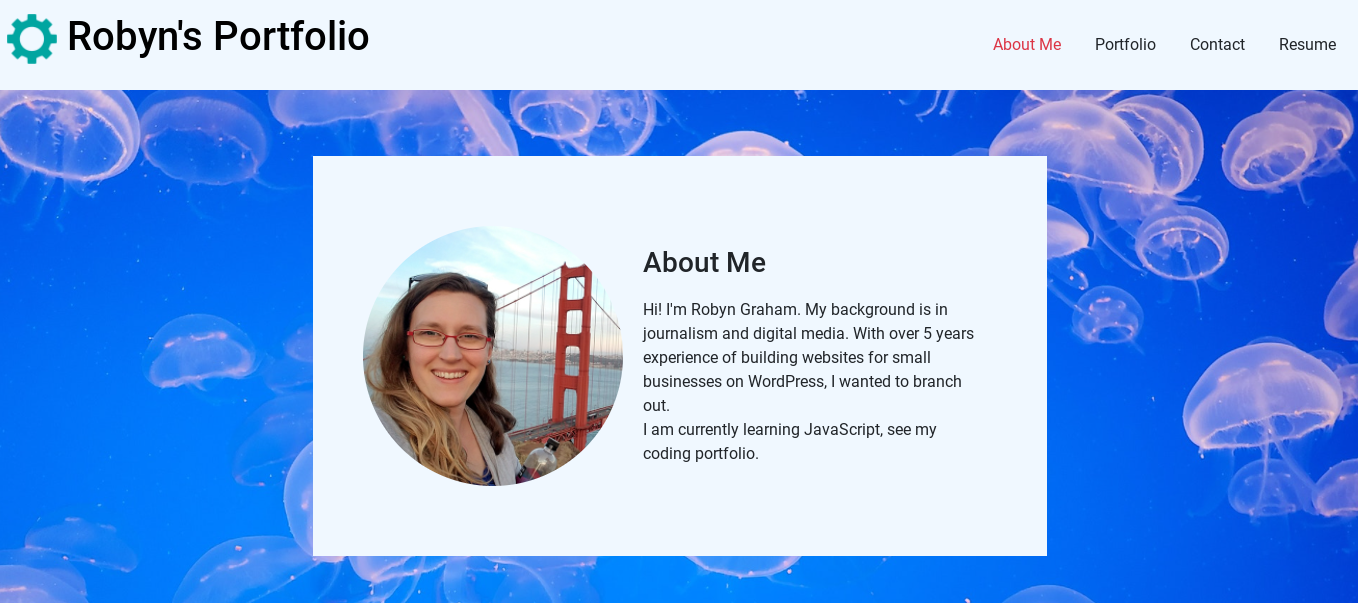 Robyn's Portfolio
About Me
Portfolio
Contact
Resume
About Me
Hi! I'm Robyn Graham. My background is in
journalism and digital media. With over 5 years
experience of building websites for small
businesses on WordPress, I wanted to branch
out.
I am currently learning JavaScript, see my
coding portfolio.